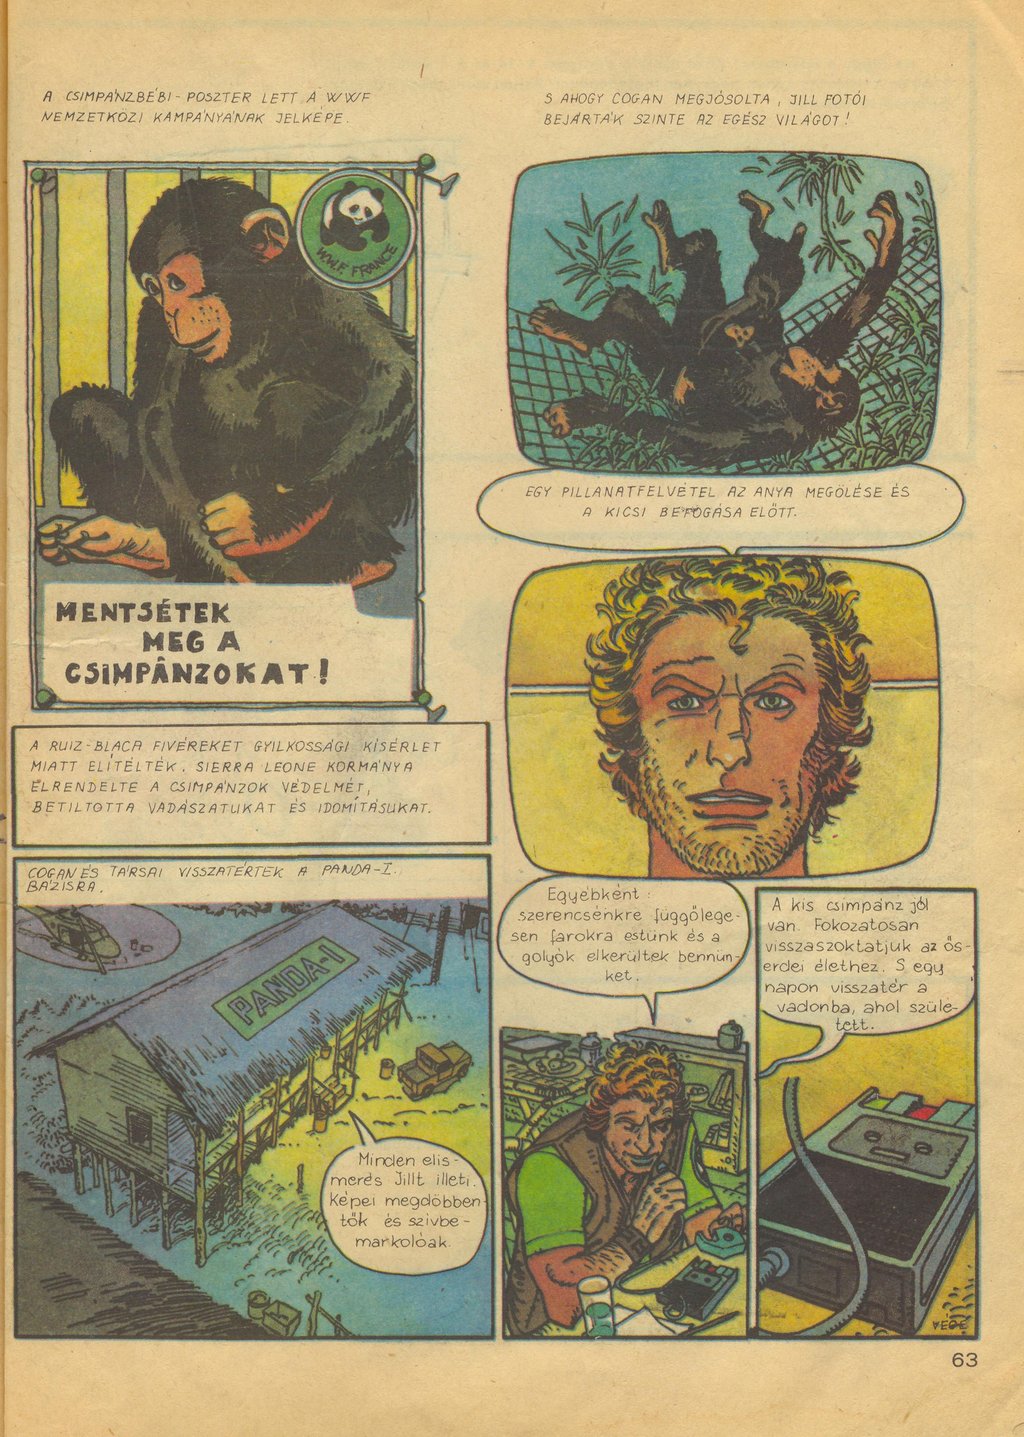 A CSIMPÁNZBÉBI-POSZTER LETT A WWF
NEMZETKÖZI KAMPÁNYÁNAK JELKÉPE.
W.W.F. FRANCE
MENTSÉTEK
MEG A
CSIMPÁNZOKAT!
S AHOGY COGAN MEGJÓSOLTA, JILL FOTÓI
BEJÁRTÁK SZINTE AZ EGÉSZ VILÁGOT!
EGY PILLANATFELVÉTEL AZ ANYA MEGÖLÉSE ÉS
A KICSI BEFOGÁSA ELŐTT.
A RUIZ-BLACA FIVÉREKET GYILKOSSÁGI KÍSÉRLET
MIATT ELÍTÉLTÉK. SIERRA LEONE KORMÁNYA
ELRENDELTE A CSIMPÁNZOK VÉDELMÉT,
BETILTOTTA VADÁSZATUKAT ÉS IDOMÍTÁSUKAT.
COGAN ÉS TÁRSAI VISSZATÉRTEK A PANDA-I.
BÁZISRA.
PANDA-1
Minden elis-
merés Jillt illeti.
Képei megdöbben
tők és szivbe-
markolóak.
Egyébként:
szerencsénkre függőlege-
sen farokra estünk és a
golyók elkerültek bennün-
ket.
A kis csimpánz jól
van. Fokozatosan
visszaszoktatjuk az ős-
erdei élethez. S egy
napon visszatér a
vadonba, ahol szüle-
tett.
VÉGE
63